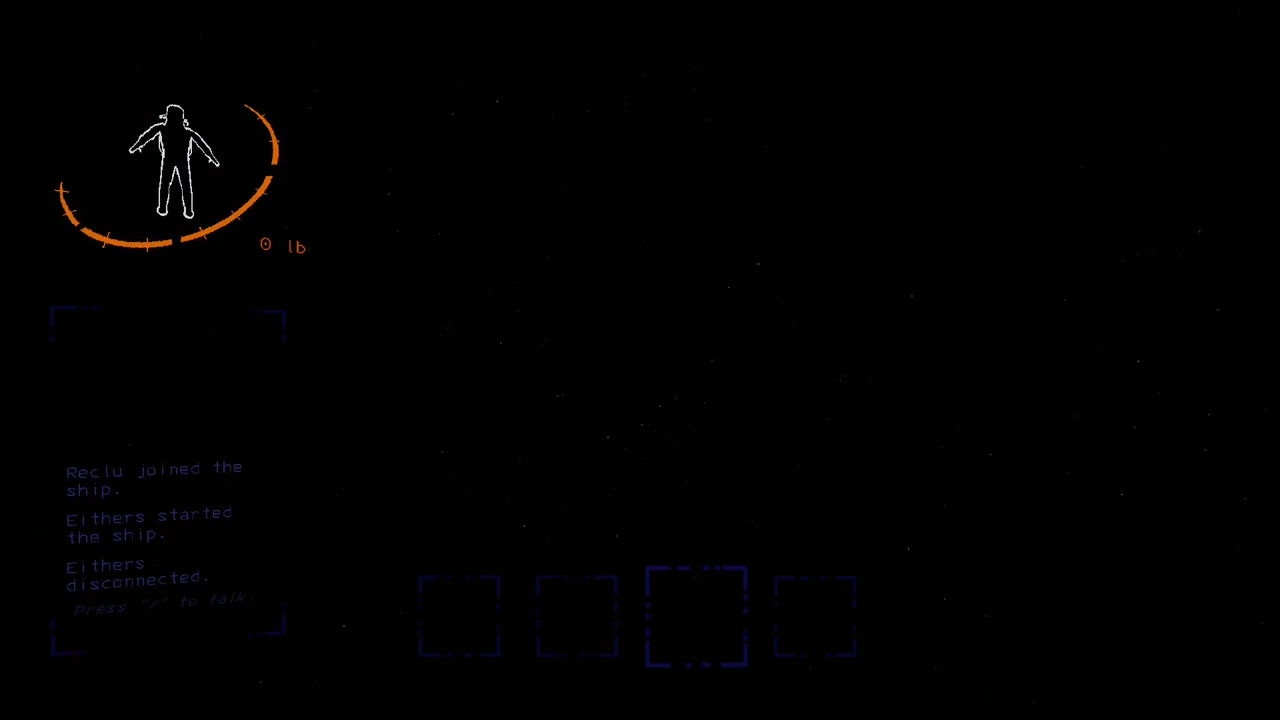 0 lb
Reclu joined the
ship.
Eithers started
the ship.
Eithers
disconnected.
Press "/" to talk.